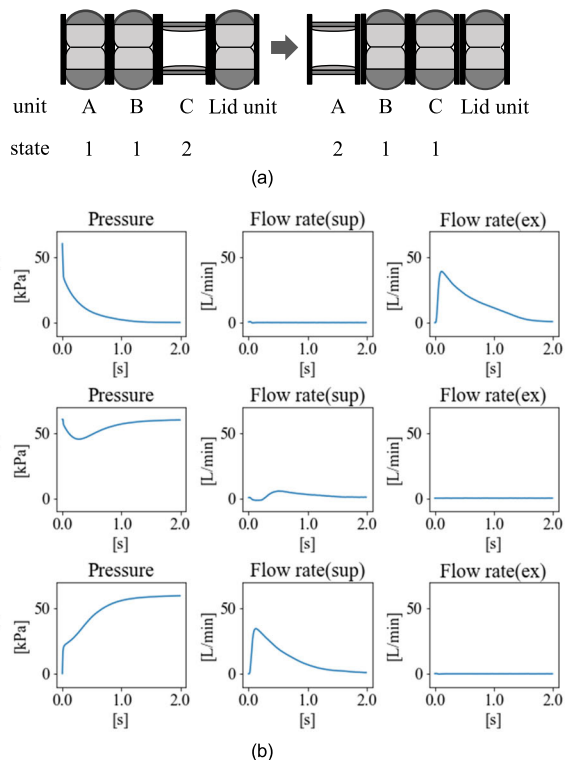 unit A B C Lid unit A B C Lid unit
state 1 1 2 2 1 1
(a)
Pressure Flow rate(sup) Flow rate(ex)
[kPa] 50 0 [L/min] 50 0 [L/min] 50 0
0.0 1.0 2.0 0.0 1.0 2.0 0.0 1.0 2.0
[s] [s] [s]
Pressure Flow rate(sup) Flow rate(ex)
[kPa] 50 0 [L/min] 50 0 [L/min] 50 0
0.0 1.0 2.0 0.0 1.0 2.0 0.0 1.0 2.0
[s] [s] [s]
Pressure Flow rate(sup) Flow rate(ex)
[kPa] 50 0 [L/min] 50 0 [L/min] 50 0
0.0 1.0 2.0 0.0 1.0 2.0 0.0 1.0 2.0
[s] [s] [s]
(b)